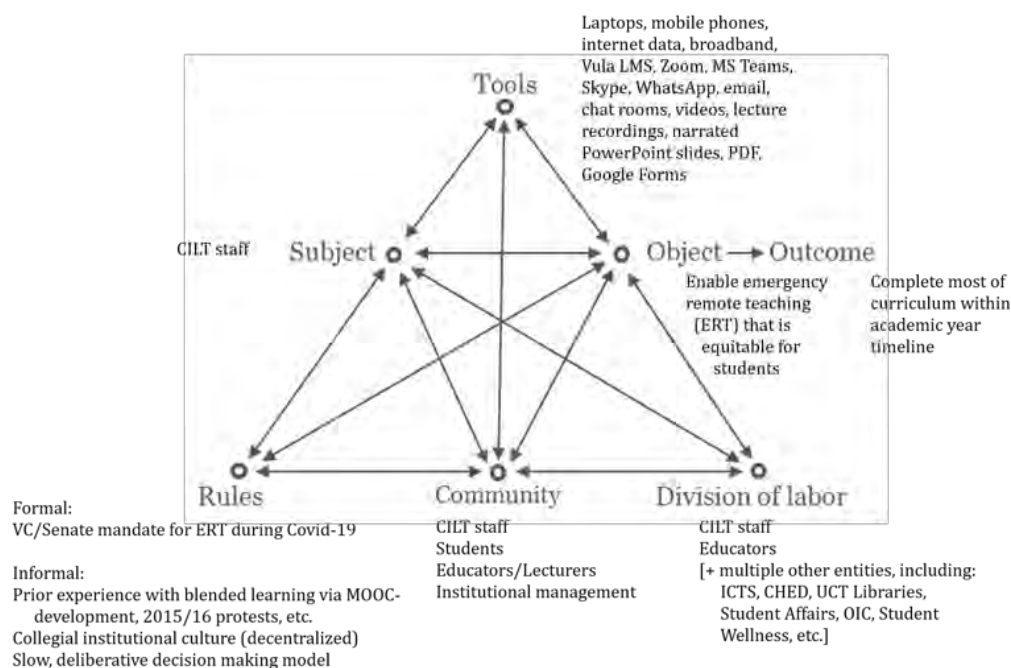 Laptops, mobile phones,
internet data, broadband,
Vula LMS, Zoom, MS Teams,
Skype, WhatsApp, email,
chat rooms, videos, lecture
recordings, narrated
PowerPoint slides, PDF,
Google Forms
Tools
CILT staff
Subject
Object
Outcome
Enable emergency
remote teaching
(ERT) that is
equitable for
students
Complete most of
curriculum within
academic year
timeline
Rules
Community
Division of labor
Formal:
VC/Senate mandate for ERT during Covid-19
Informal:
Prior experience with blended learning via MOOC-
development, 2015/16 protests, etc.
Collegial institutional culture (decentralized)
Slow, deliberative decision making model
CILT staff
Students
Educators/Lecturers
Institutional management
CILT staff
Educators
[+ multiple other entities, including:
ICTS, CHED, UCT Libraries,
Student Affairs, OIC, Student
Wellness, etc.]